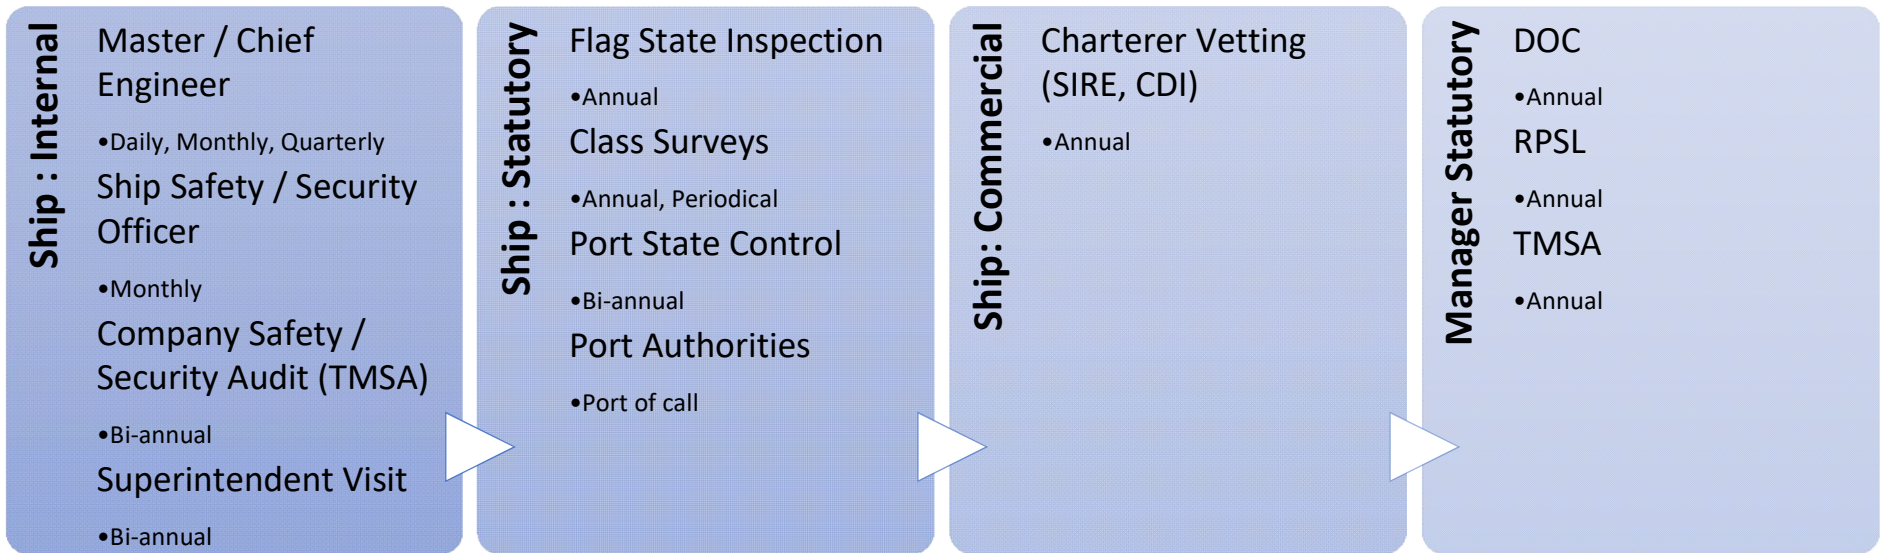 Ship : Internal
Master / Chief
Engineer
•Daily, Monthly, Quarterly
Ship Safety / Security
Officer
•Monthly
Company Safety /
Security Audit (TMSA)
•Bi-annual
Superintendent Visit
•Bi-annual
Ship : Statutory
Flag State Inspection
•Annual
Class Surveys
•Annual, Periodical
Port State Control
•Bi-annual
Port Authorities
•Port of call
Ship: Commercial
Charterer Vetting
(SIRE, CDI)
•Annual
Manager Statutory
DOC
•Annual
RPSL
•Annual
TMSA
•Annual